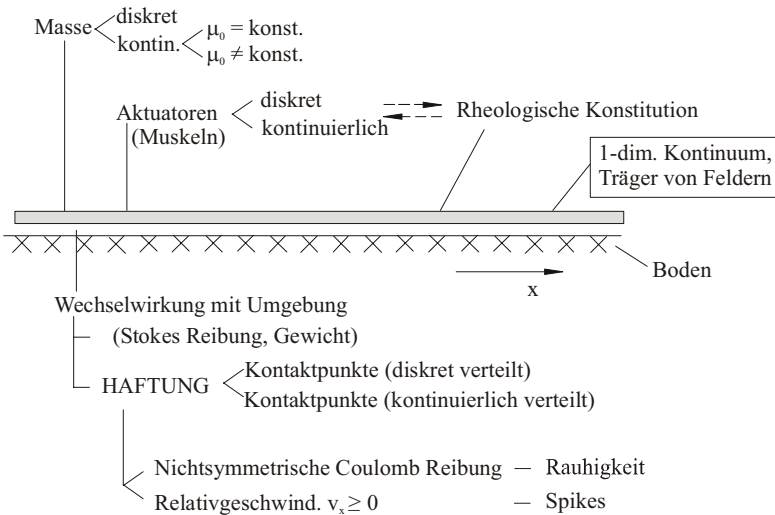 Masse
diskret
kontin.
μ₀ = konst.
μ₀ ≠ konst.
Aktuatoren
(Muskeln)
diskret
kontinuierlich
Rheologische Konstitution
1-dim. Kontinuum,
Träger von Feldern
Boden
x
Wechselwirkung mit Umgebung
(Stokes Reibung, Gewicht)
HAFTUNG
Kontaktpunkte (diskret verteilt)
Kontaktpunkte (kontinuierlich verteilt)
Nichtsymmetrische Coulomb Reibung – Rauhigkeit
Relativgeschwind. vₓ ≥ 0 – Spikes